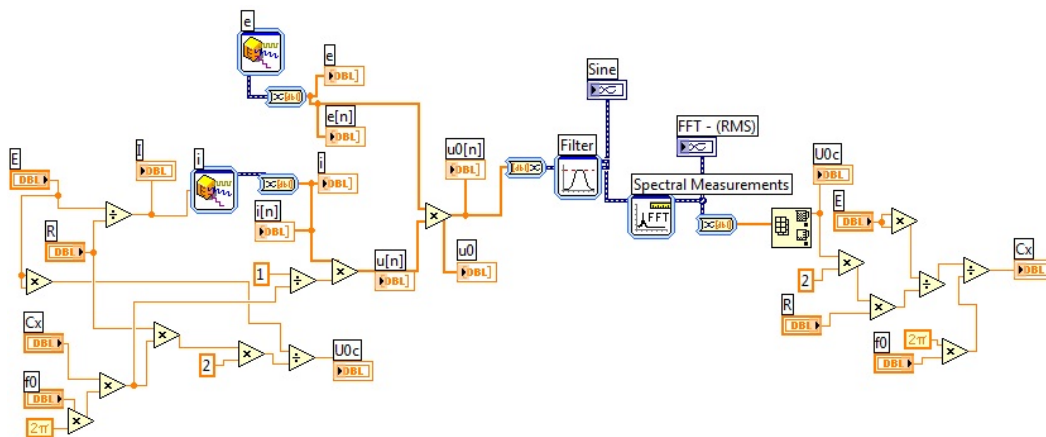 e
e
DBL]
e[n]
DBL]
Sine
FFT - (RMS)
I
DBL
E
DBL
i
i
DBL]
u0[n]
DBL]
Filter
U0c
DBL
Spectral Measurements
FFT
E
DBL
R
DBL
i[n]
DBL]
u[n]
DBL]
u0
DBL]
1
2
Cx
DBL
R
DBL
Cx
DBL
2
U0c
DBL
f0
DBL
2π
f0
DBL
2π